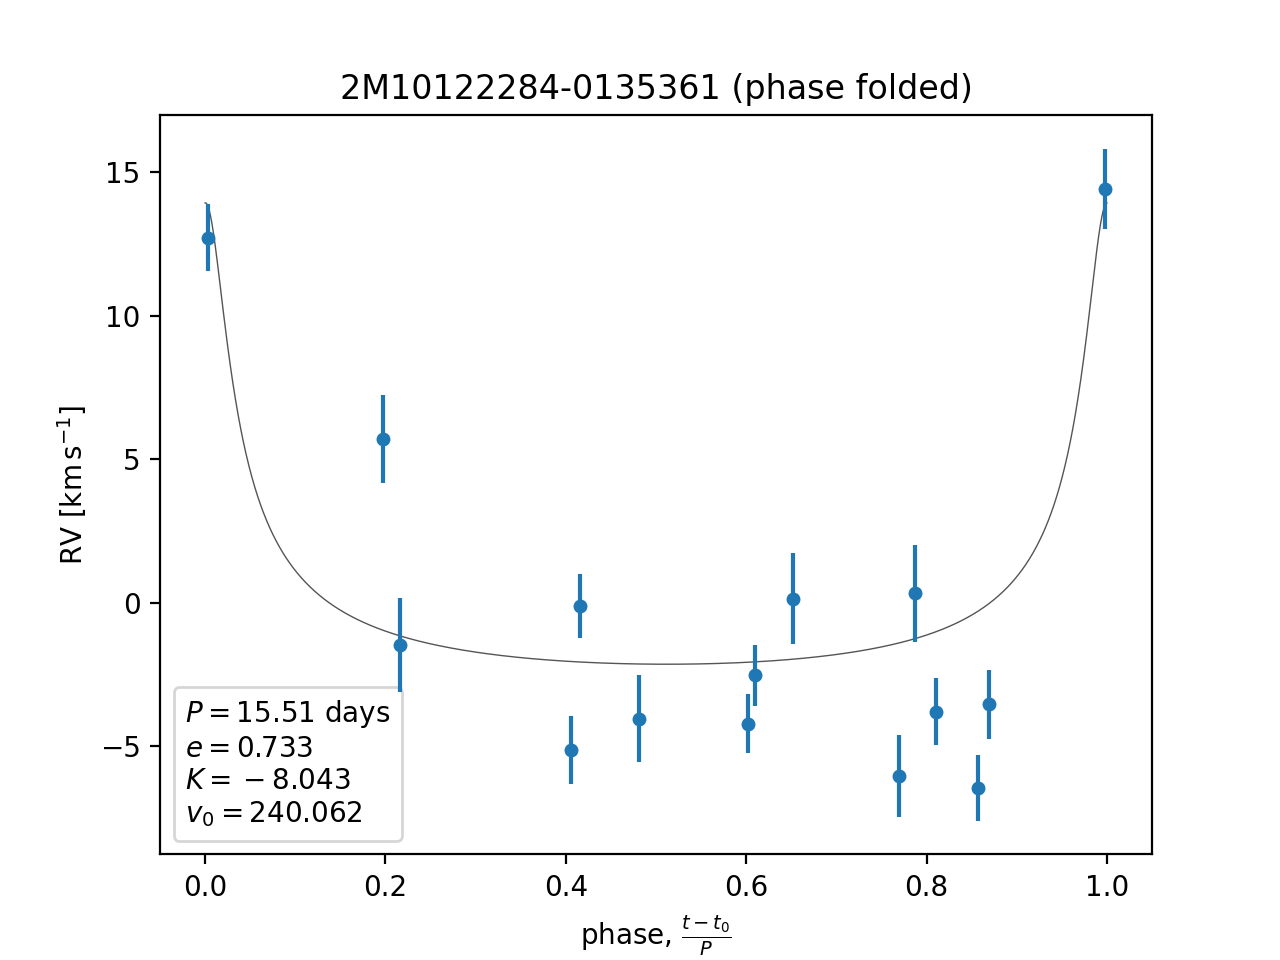 2M10122284-0135361 (phase folded)
RV [km s⁻¹]
15
10
5
0
−5
P = 15.51 days
e = 0.733
K = −8.043
v₀ = 240.062
0.0 0.2 0.4 0.6 0.8 1.0
phase, (t − t₀)/P